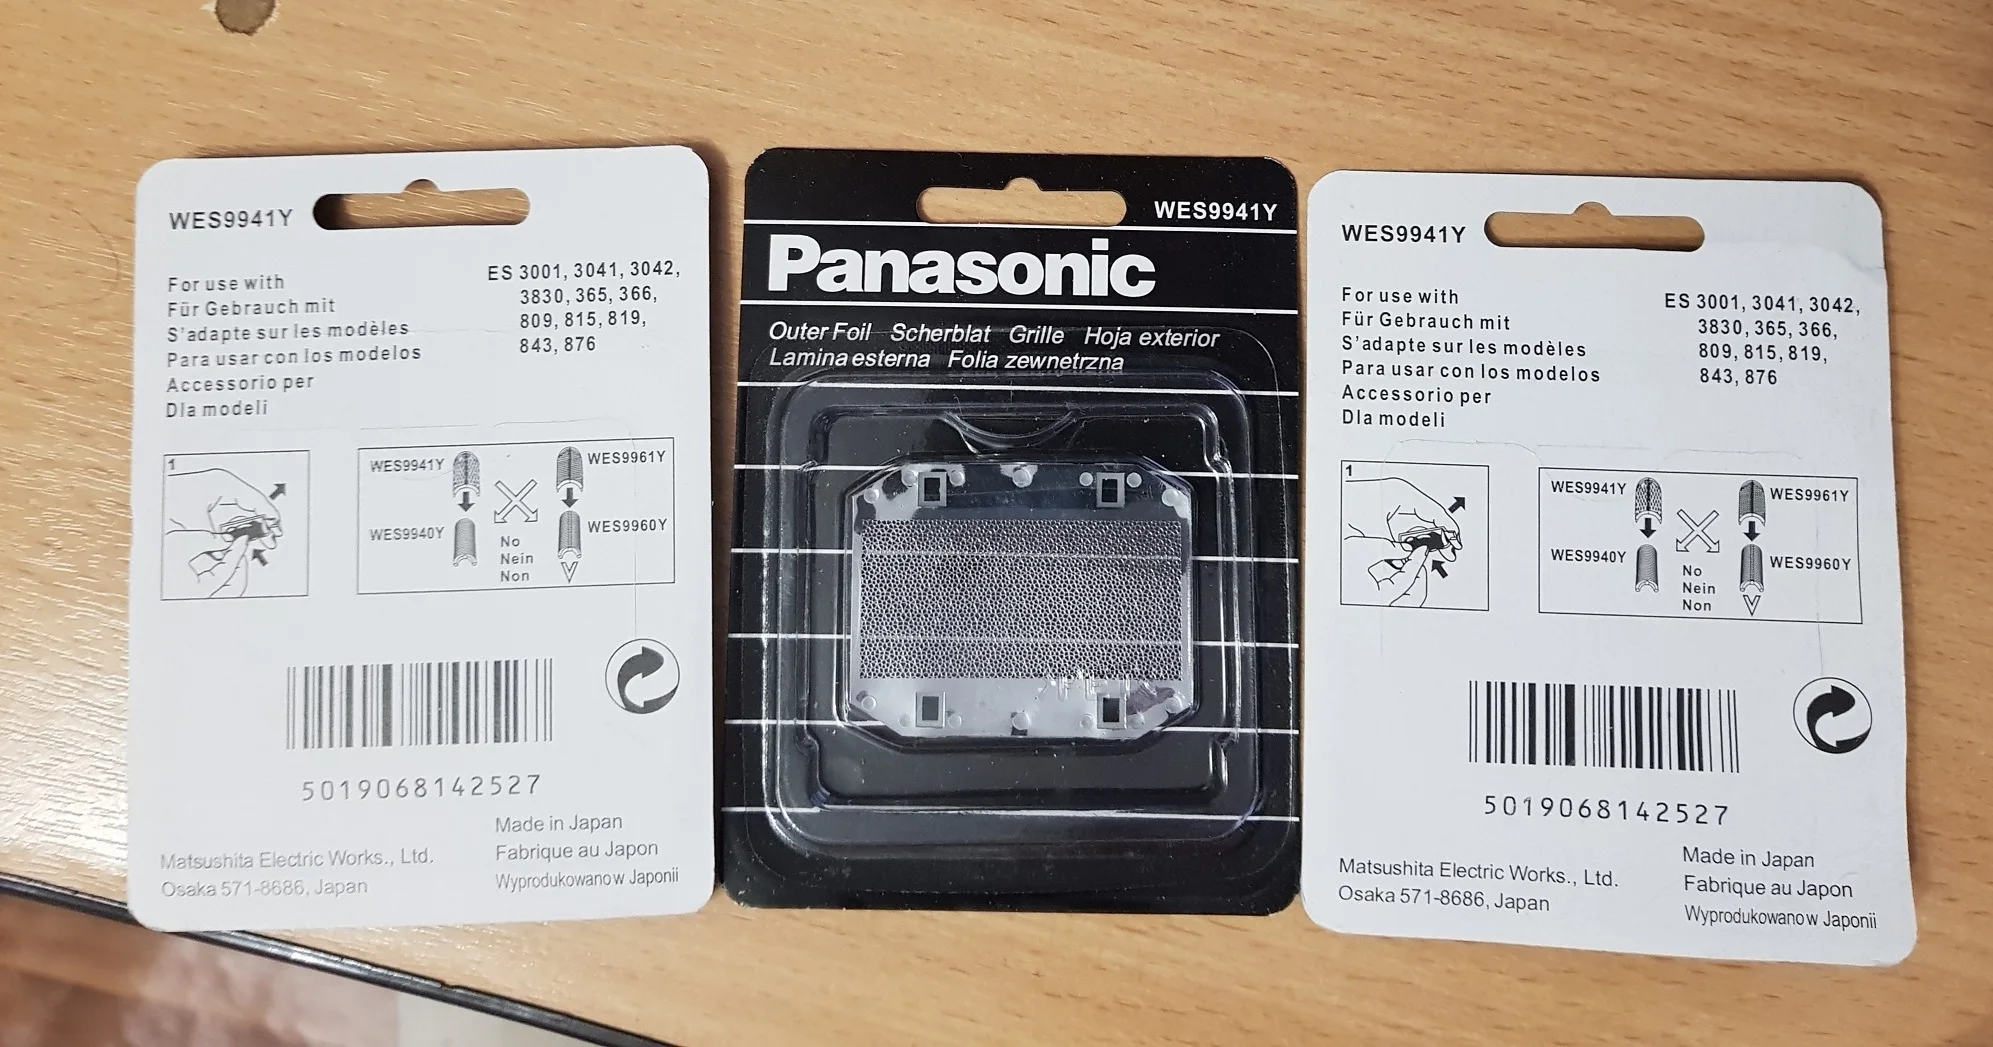 WES9941Y
For use with
Für Gebrauch mit
S'adapte sur les modèles
Para usar con los modelos
Accessorio per
Dla modeli
ES 3001, 3041, 3042,
3830, 365, 366,
809, 815, 819,
843, 876
1
WES9941Y
WES9961Y
WES9940Y
WES9960Y
No
Nein
Non
5019068142527
Made in Japan
Fabrique au Japon
Wyprodukowano w Japonii
Matsushita Electric Works., Ltd.
Osaka 571-8686, Japan
WES9941Y
Panasonic
Outer Foil Scherblat Grille Hoja exterior
Lamina esterna Folia zewnetrzna
WES9941Y
For use with
Für Gebrauch mit
S'adapte sur les modèles
Para usar con los modelos
Accessorio per
Dla modeli
ES 3001, 3041, 3042,
3830, 365, 366,
809, 815, 819,
843, 876
1
WES9941Y
WES9961Y
WES9940Y
WES9960Y
No
Nein
Non
5019068142527
Made in Japan
Fabrique au Japon
Wyprodukowano w Japonii
Matsushita Electric Works., Ltd.
Osaka 571-8686, Japan